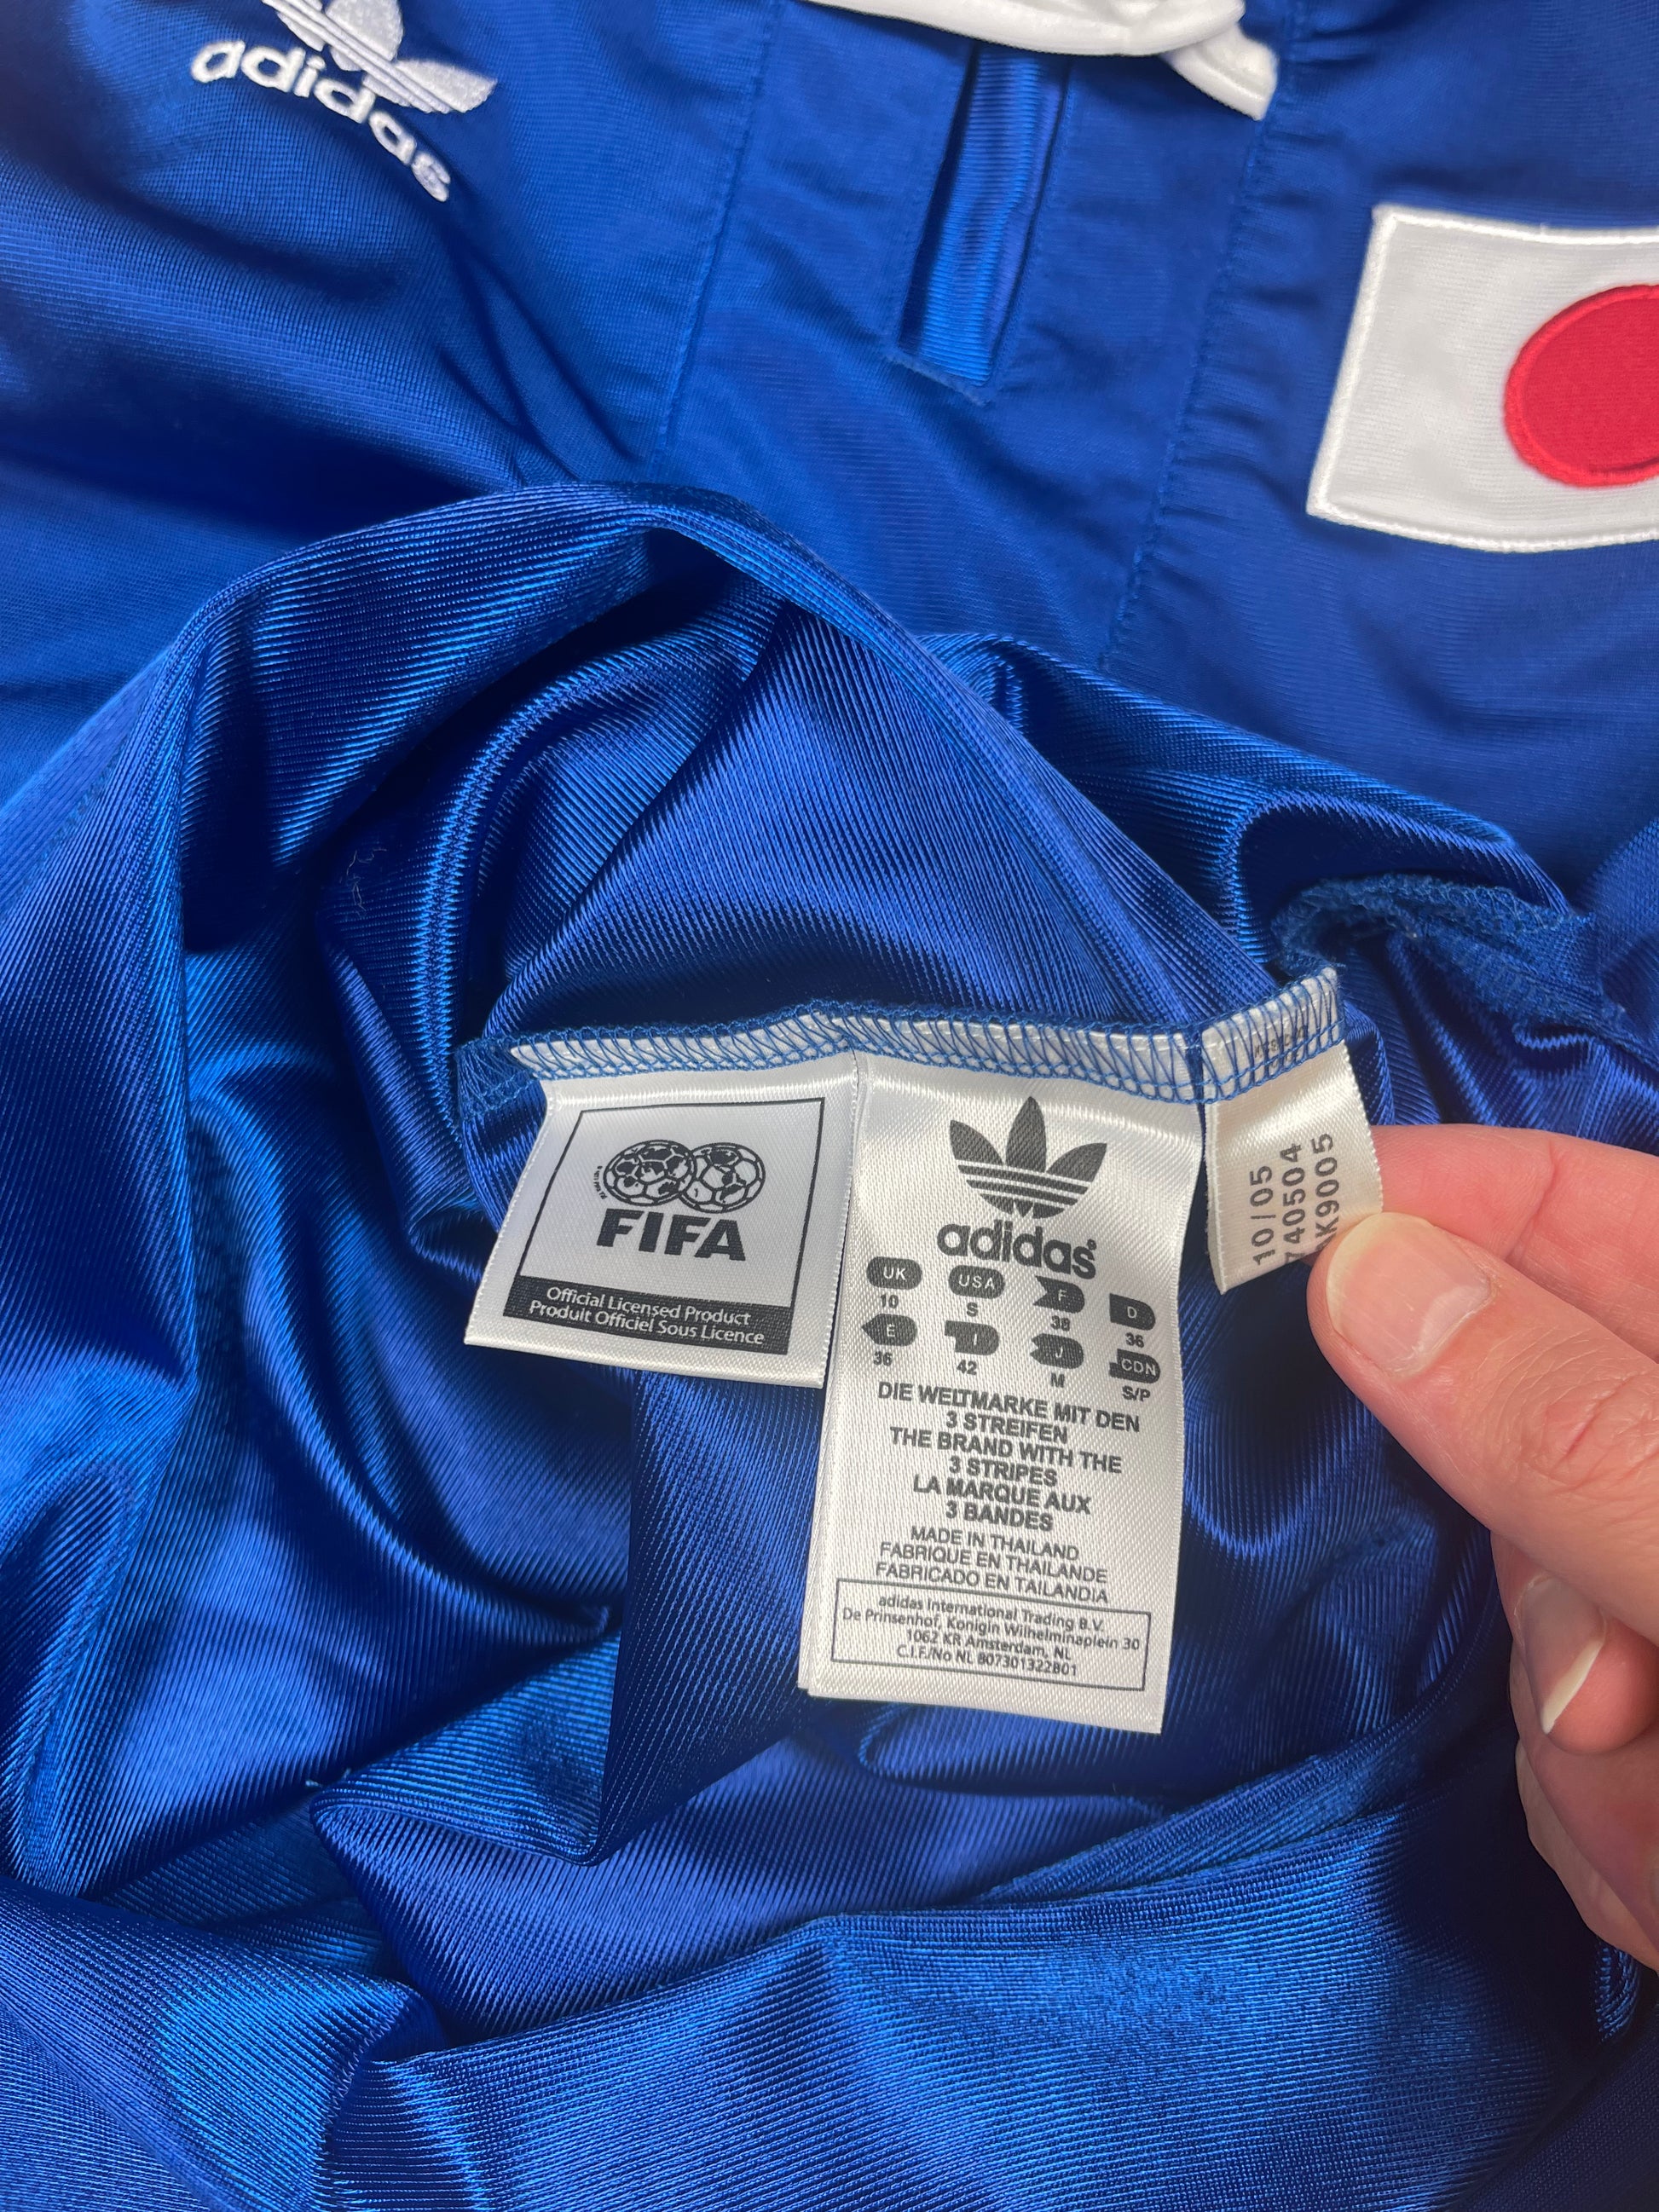 adidas
FIFA
Official Licensed Product
Produit Officiel Sous Licence
adidas
UK USA F D
10 S 38 36
E I J CDN
36 42 M S/P
DIE WELTMARKE MIT DEN
3 STREIFEN
THE BRAND WITH THE
3 STRIPES
LA MARQUE AUX
3 BANDES
MADE IN THAILAND
FABRIQUE EN THAILANDE
FABRICADO EN TAILANDIA
adidas International Trading B.V.
De Prinsenhof, Konigin Wilhelminaplein 30
1062 KR Amsterdam, NL
C.I.F./No NL 807301322B01
10/05
740504
K9005